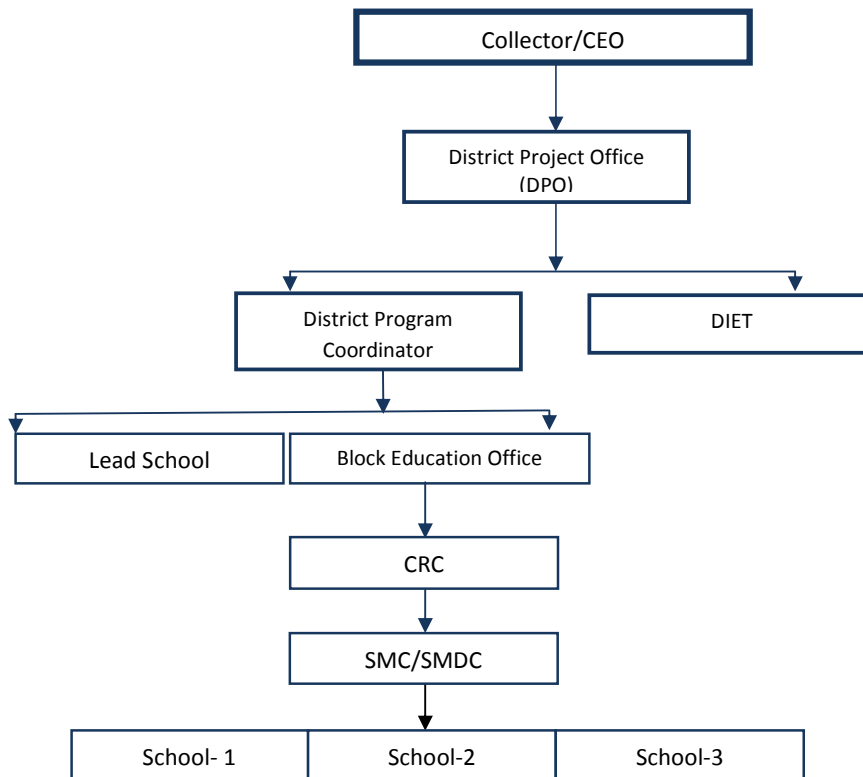 Collector/CEO
District Project Office
(DPO)
District Program
Coordinator
DIET
Lead School
Block Education Office
CRC
SMC/SMDC
School- 1
School-2
School-3